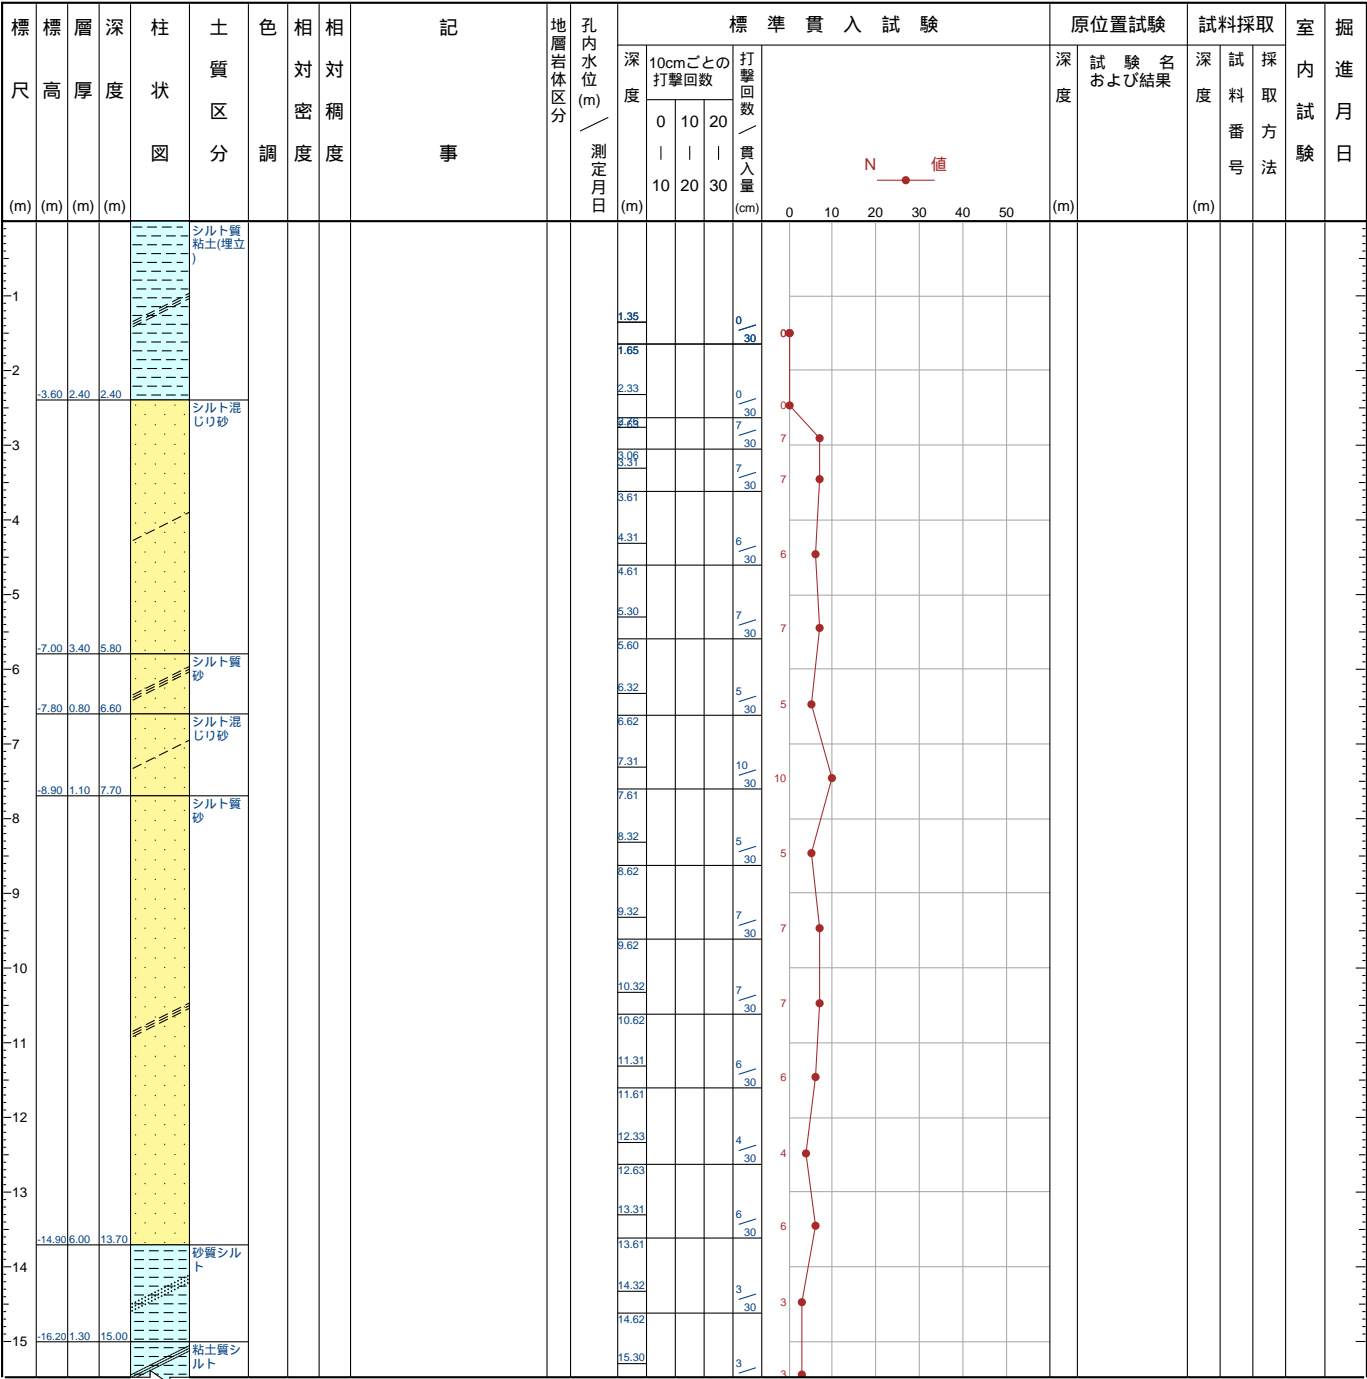 標尺(m)
標高(m)
層厚(m)
深度(m)
柱状図
土質区分
色調
相対密度
相対稠度
記事
地層岩体区分
孔内水位(m)／測定月日
標準貫入試験
深度(m)
10cmごとの
打撃回数
0 10 20
| | |
10 20 30
打撃回数／貫入量(cm)
N 値
0 10 20 30 40 50
原位置試験
深度(m)
試験名
および結果
試料採取
深度(m)
試料番号
採取方法
室内試験
掘進月日
シルト質
粘土(埋立
)
1
1.35 0/30 0
1.65
2
-3.60 2.40 2.40
2.33 0/30 0
シルト混
じり砂
2.63
7/30 7
3
3.06
3.31 7/30 7
3.61
4
4.31 6/30 6
4.61
5
5.30 7/30 7
5.60
-7.00 3.40 5.80
シルト質
砂
6
6.32 5/30 5
-7.80 0.80 6.60
6.62
シルト混
じり砂
7
7.31 10/30 10
7.61
-8.90 1.10 7.70
シルト質
砂
8
8.32 5/30 5
8.62
9
9.32 7/30 7
9.62
10
10.32 7/30 7
10.62
11
11.31 6/30 6
11.61
12
12.33 4/30 4
12.63
13
13.31 6/30 6
13.61
-14.90 6.00 13.70
砂質シル
ト
14
14.32 3/30 3
14.62
-16.20 1.30 15.00
15
粘土質シ
ルト
15.30 3 3